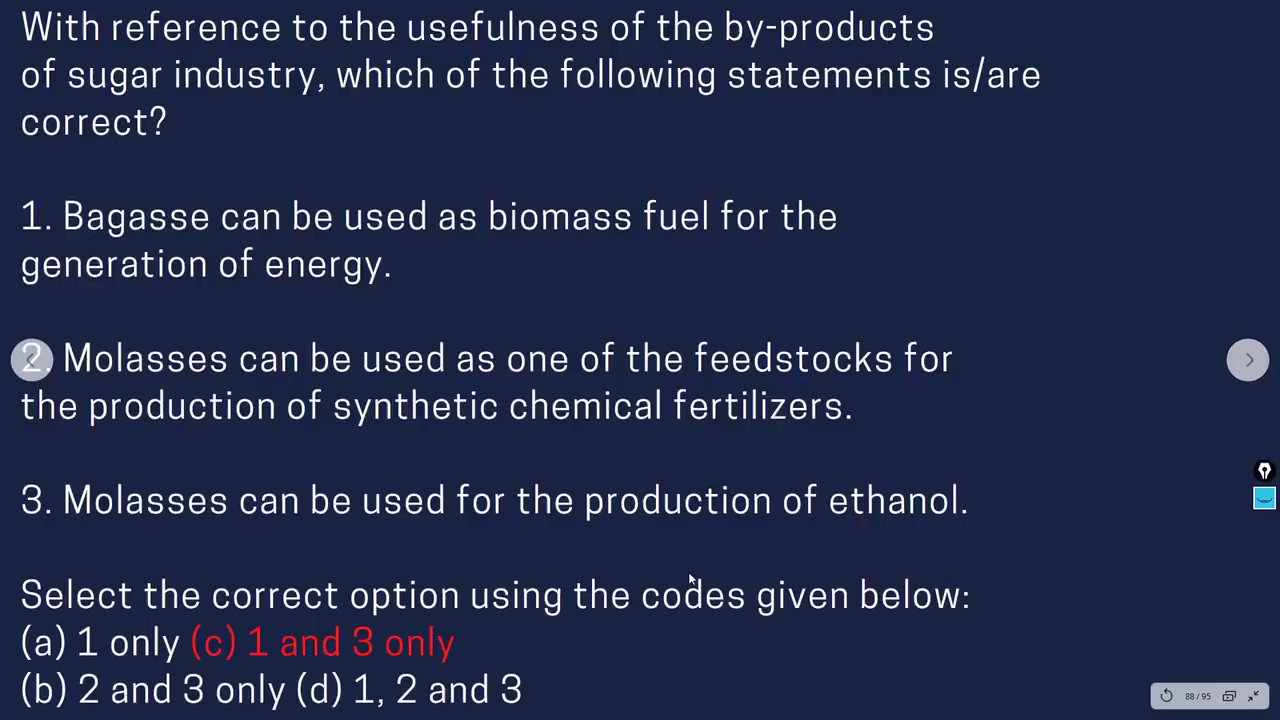 With reference to the usefulness of the by-products
of sugar industry, which of the following statements is/are
correct?
1. Bagasse can be used as biomass fuel for the
generation of energy.
2. Molasses can be used as one of the feedstocks for
the production of synthetic chemical fertilizers.
3. Molasses can be used for the production of ethanol.
Select the correct option using the codes given below:
(a) 1 only (c) 1 and 3 only
(b) 2 and 3 only (d) 1, 2 and 3
88/95